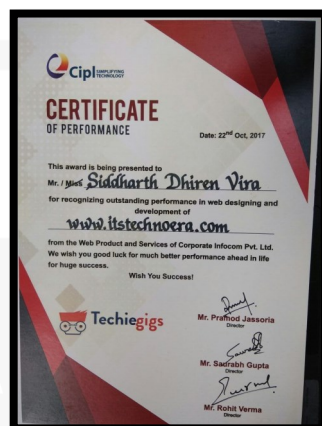 Cipl SIMPLIFYING
TECHNOLOGY
CERTIFICATE
OF PERFORMANCE
Date: 22nd Oct, 2017
This award is being presented to
Mr. / Miss Siddharth Dhiren Vira
for recognizing outstanding performance in web designing and
development of
www.itstechnoera.com
from the Web Product and Services of Corporate Infocom Pvt. Ltd.
We wish you good luck for much better performance ahead in life
for huge success.
Wish You Success!
Techiegigs
Mr. Pramod Jassoria
Director
Saurabh
Mr. Saurabh Gupta
Director
Mr. Rohit Verma
Director